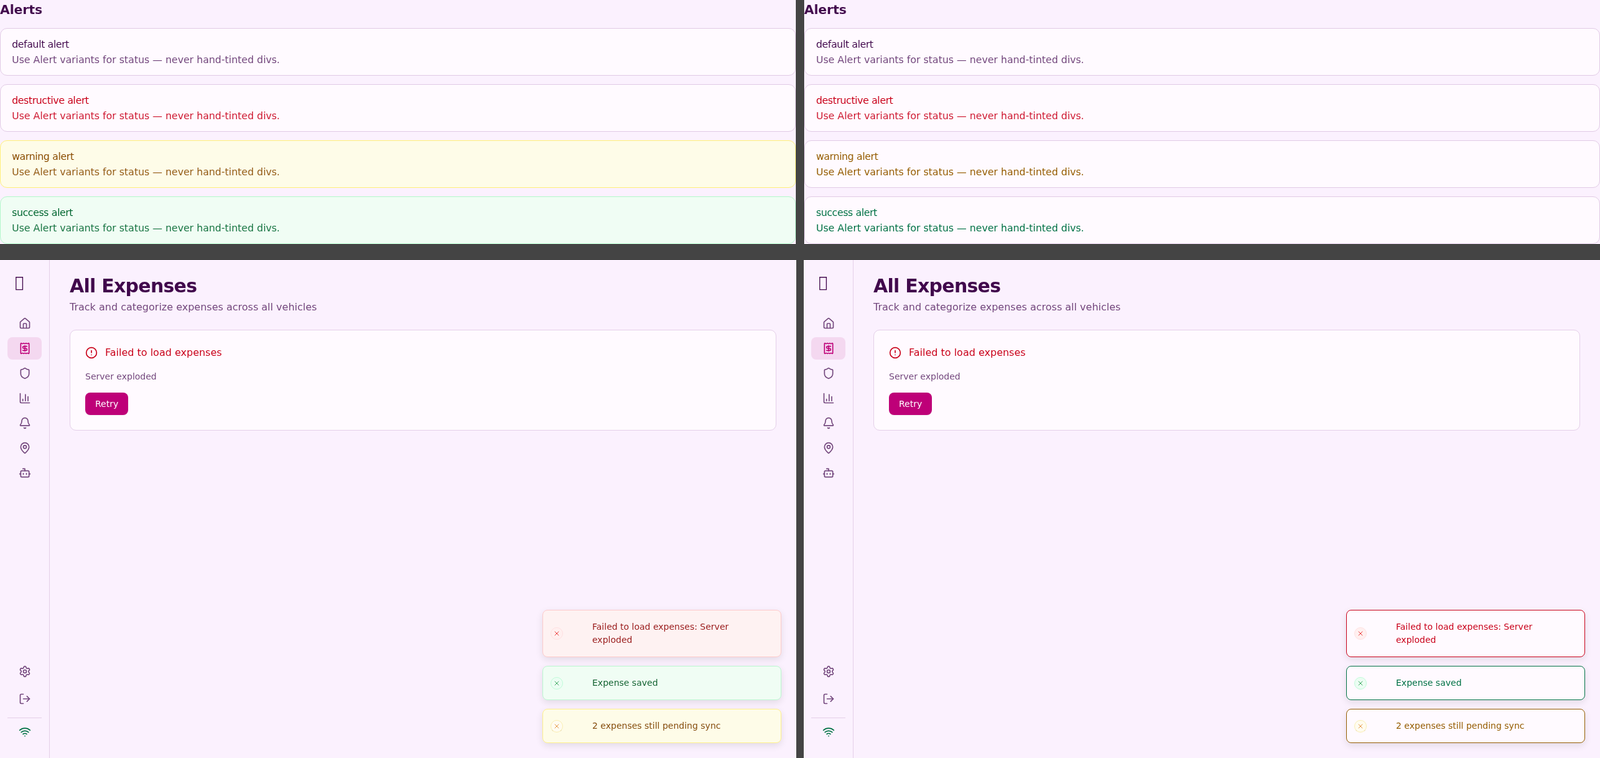 Alerts
default alert
Use Alert variants for status — never hand-tinted divs.
destructive alert
Use Alert variants for status — never hand-tinted divs.
warning alert
Use Alert variants for status — never hand-tinted divs.
success alert
Use Alert variants for status — never hand-tinted divs.
Alerts
default alert
Use Alert variants for status — never hand-tinted divs.
destructive alert
Use Alert variants for status — never hand-tinted divs.
warning alert
Use Alert variants for status — never hand-tinted divs.
success alert
Use Alert variants for status — never hand-tinted divs.
All Expenses
Track and categorize expenses across all vehicles
Failed to load expenses
Server exploded
Retry
Failed to load expenses: Server
exploded
Expense saved
2 expenses still pending sync
All Expenses
Track and categorize expenses across all vehicles
Failed to load expenses
Server exploded
Retry
Failed to load expenses: Server
exploded
Expense saved
2 expenses still pending sync